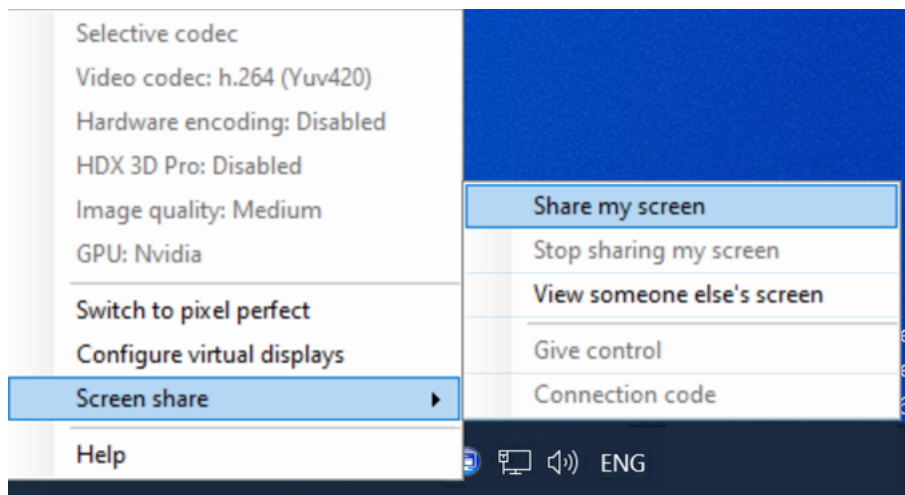 Selective codec
Video codec: h.264 (Yuv420)
Hardware encoding: Disabled
HDX 3D Pro: Disabled
Image quality: Medium
GPU: Nvidia
Switch to pixel perfect
Configure virtual displays
Screen share
Help
Share my screen
Stop sharing my screen
View someone else's screen
Give control
Connection code
ENG